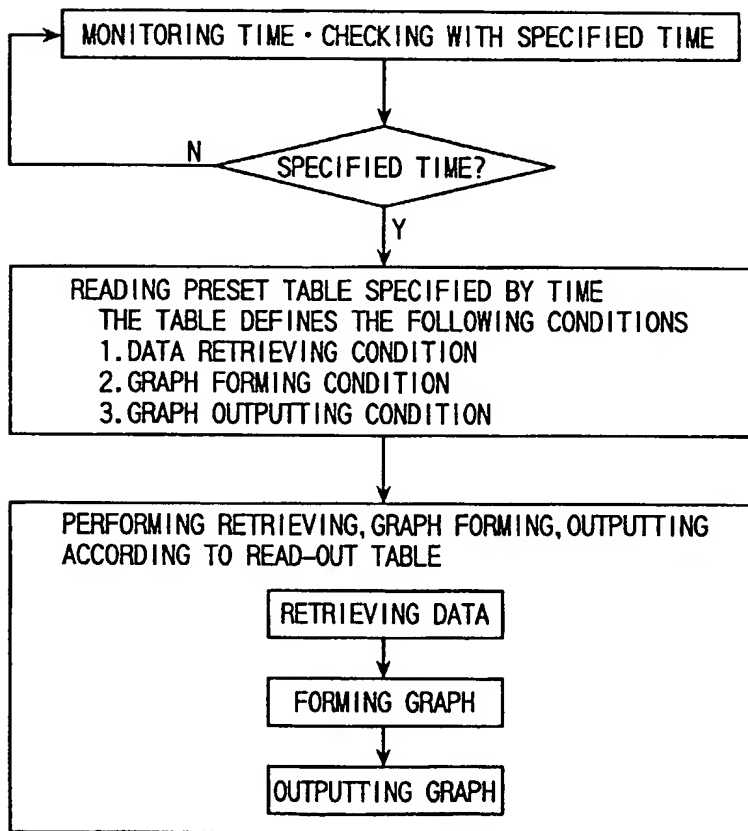 MONITORING TIME・CHECKING WITH SPECIFIED TIME
N
SPECIFIED TIME?
Y
READING PRESET TABLE SPECIFIED BY TIME
THE TABLE DEFINES THE FOLLOWING CONDITIONS
1.DATA RETRIEVING CONDITION
2.GRAPH FORMING CONDITION
3.GRAPH OUTPUTTING CONDITION
PERFORMING RETRIEVING, GRAPH FORMING, OUTPUTTING
ACCORDING TO READ-OUT TABLE
RETRIEVING DATA
FORMING GRAPH
OUTPUTTING GRAPH